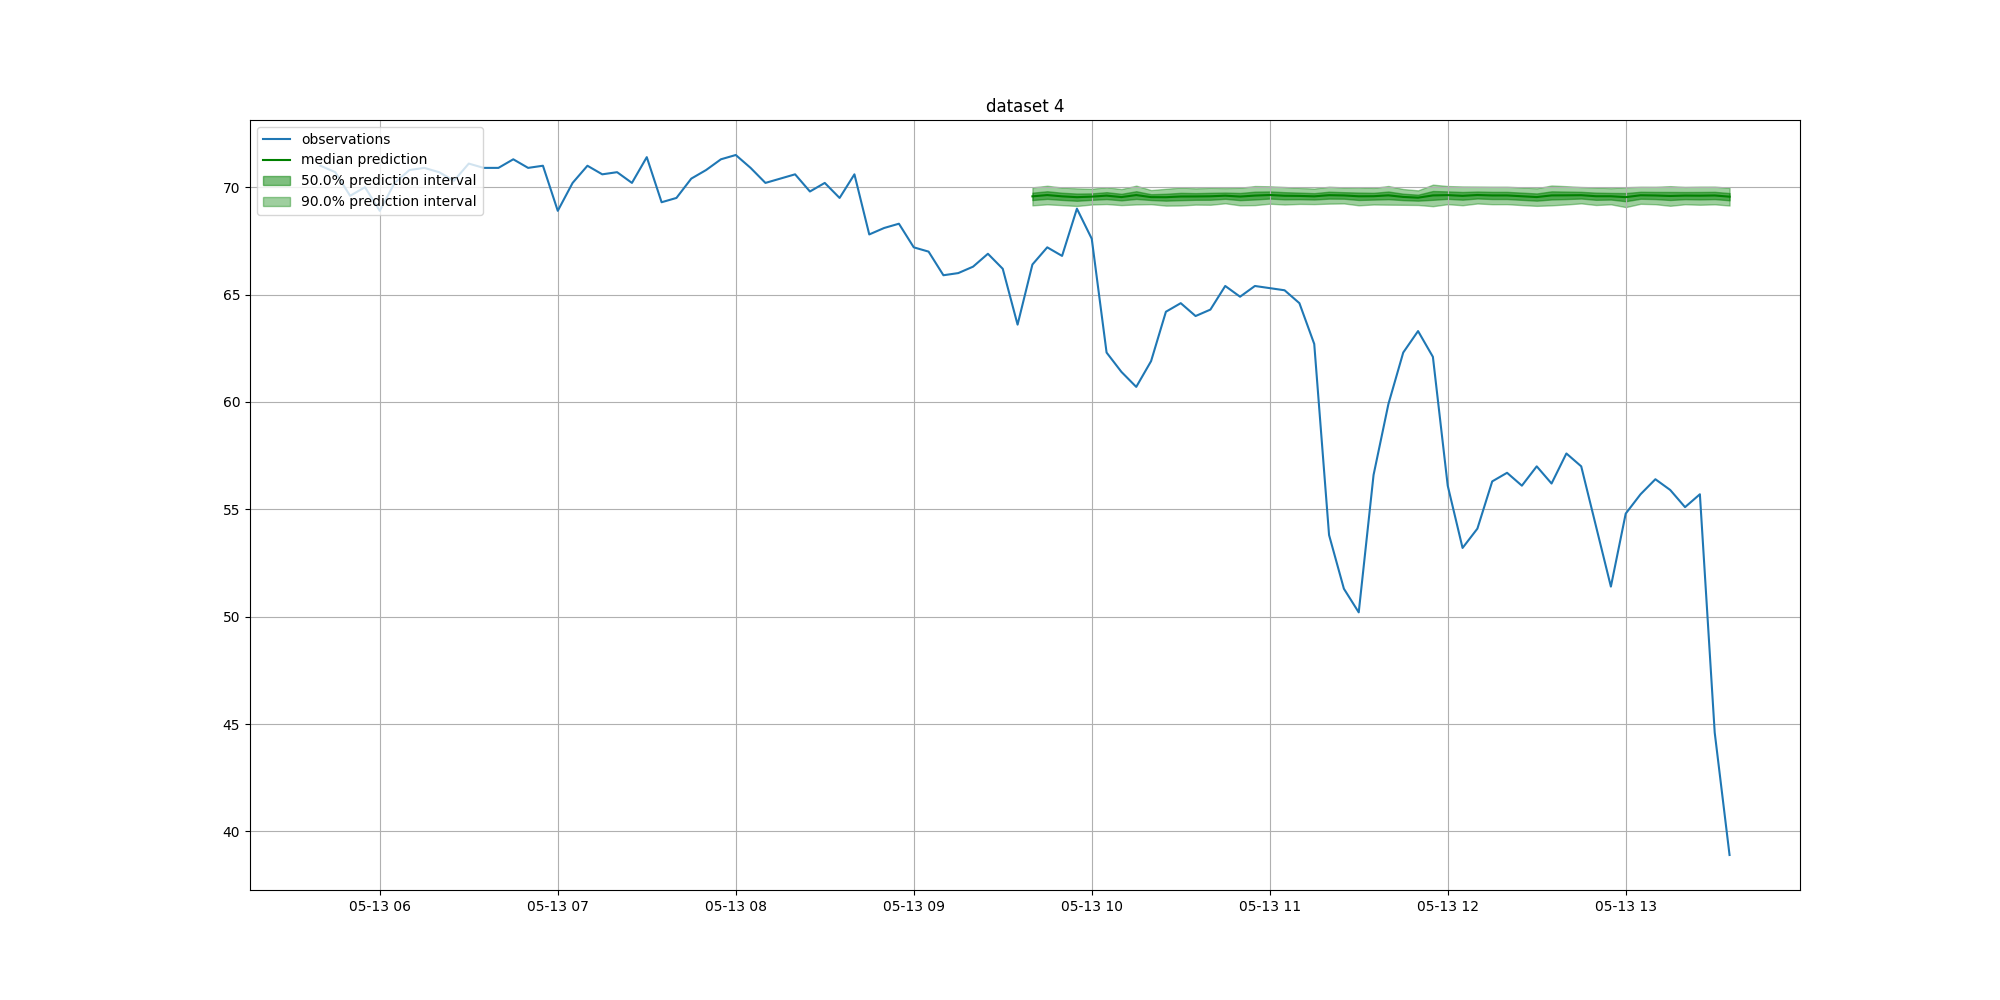 dataset 4
observations
median prediction
50.0% prediction interval
90.0% prediction interval
70
65
60
55
50
45
40
05-13 06 05-13 07 05-13 08 05-13 09 05-13 10 05-13 11 05-13 12 05-13 13